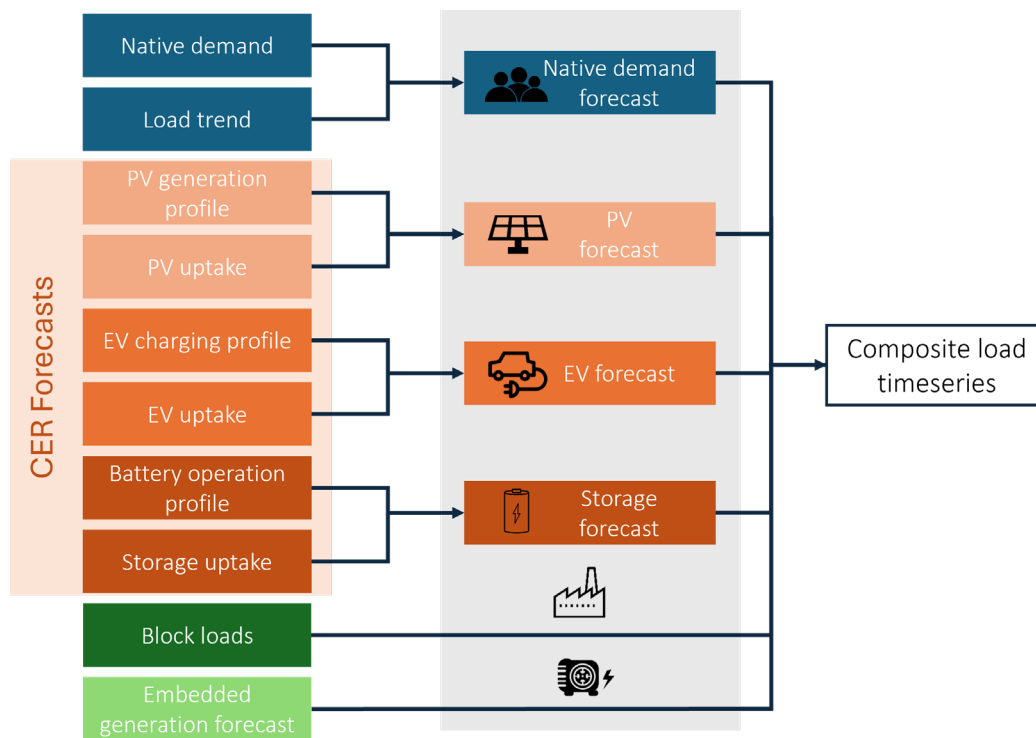 Native demand
Load trend
CER Forecasts
PV generation
profile
PV uptake
EV charging profile
EV uptake
Battery operation
profile
Storage uptake
Block loads
Embedded
generation forecast
Native demand
forecast
PV
forecast
EV forecast
Storage
forecast
Composite load
timeseries